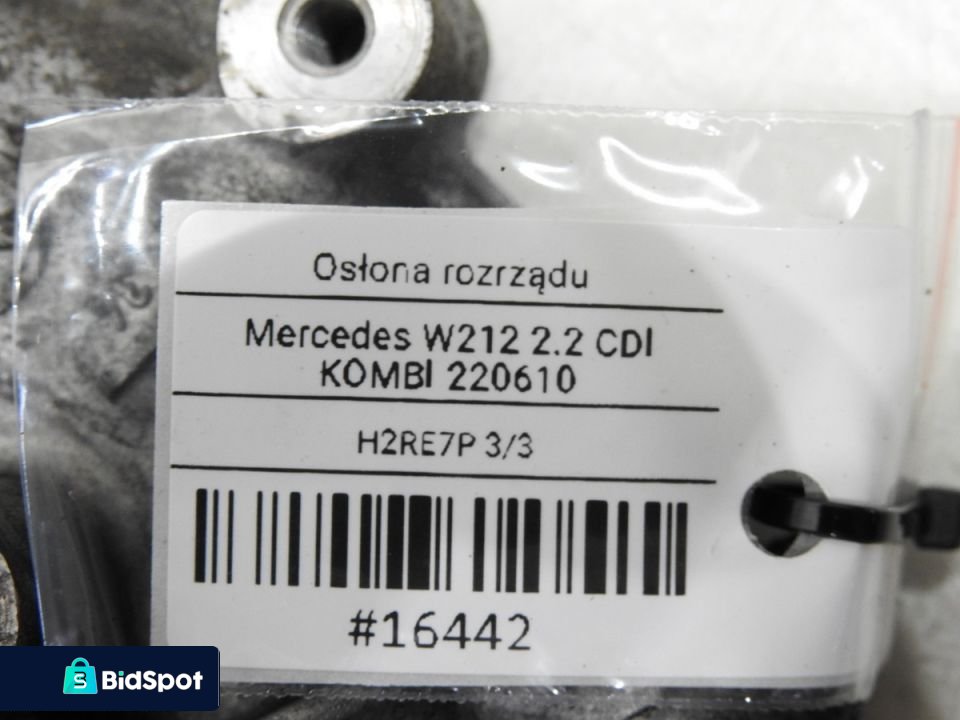 Osłona rozrządu
Mercedes W212 2.2 CDI
KOMBI 220610
H2RE7P 3/3
#16442
BidSpot